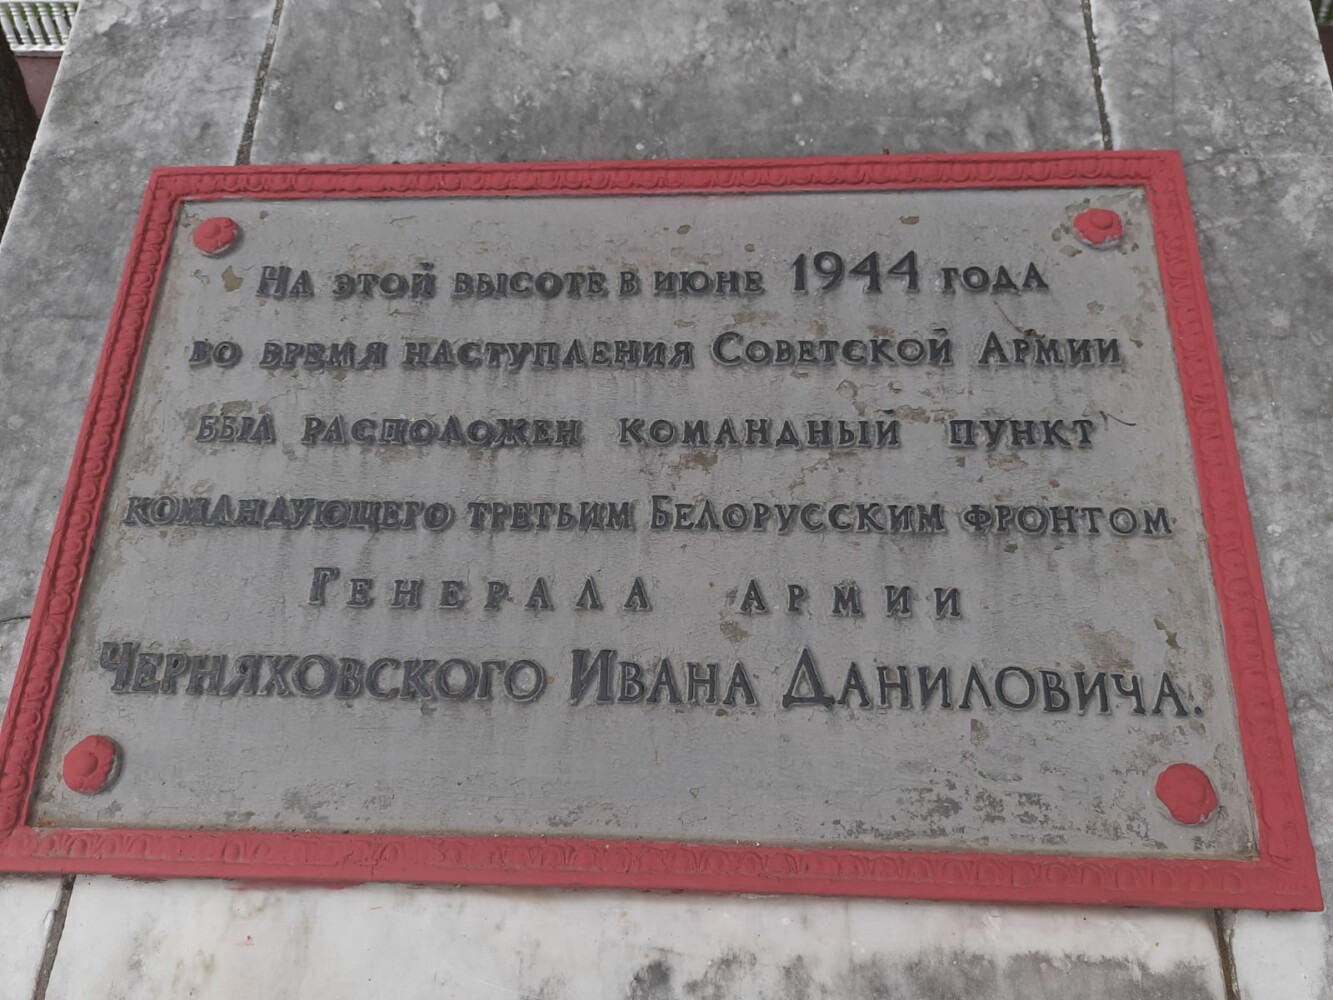 На этой высоте в июне 1944 года
во время наступления Советской Армии
был расположен командный пункт
командующего третьим Белорусским фронтом
Генерала Армии
Черняховского Ивана Даниловича.